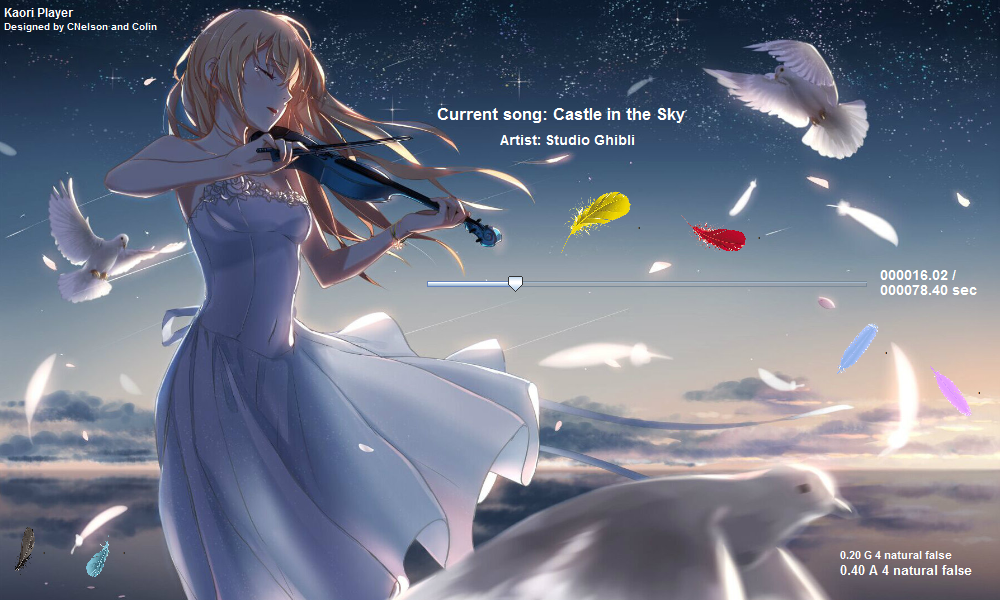 Kaori Player
Designed by CNelson and Colin
Current song: Castle in the Sky
Artist: Studio Ghibli
000016.02 /
000078.40 sec
0.20 G 4 natural false
0.40 A 4 natural false